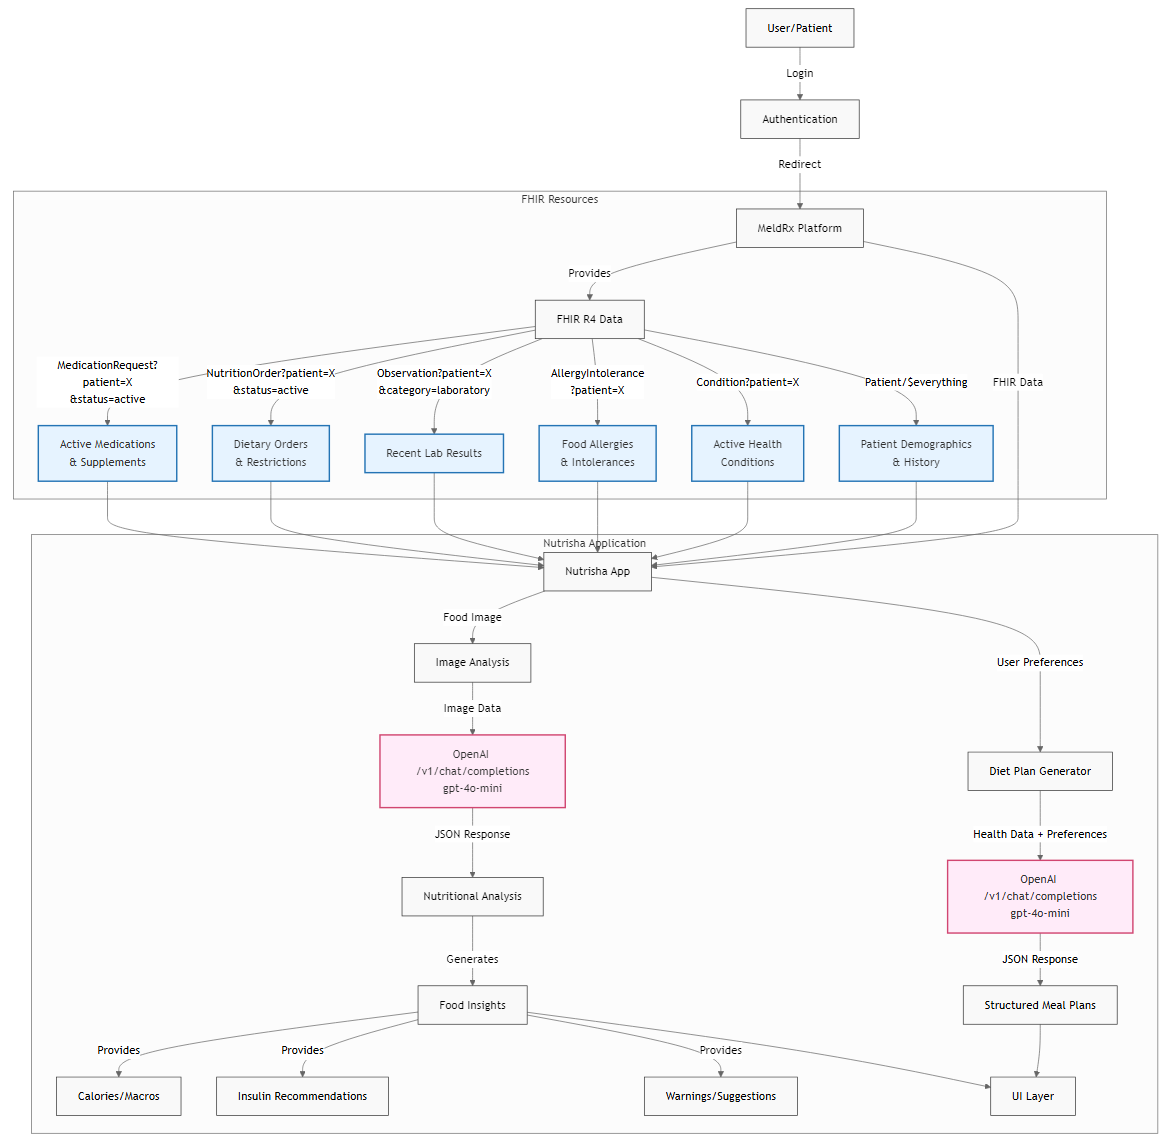 User/Patient
Login
Authentication
Redirect
FHIR Resources
MeldRx Platform
Provides
FHIR R4 Data
MedicationRequest?
patient=X
&status=active
NutritionOrder?patient=X
&status=active
Observation?patient=X
&category=laboratory
AllergyIntolerance
?patient=X
Condition?patient=X
Patient/$everything
FHIR Data
Active Medications
& Supplements
Dietary Orders
& Restrictions
Recent Lab Results
Food Allergies
& Intolerances
Active Health
Conditions
Patient Demographics
& History
Nutrisha Application
Nutrisha App
Food Image
Image Analysis
User Preferences
Image Data
OpenAI
/v1/chat/completions
gpt-4o-mini
Diet Plan Generator
JSON Response
Health Data + Preferences
Nutritional Analysis
OpenAI
/v1/chat/completions
gpt-4o-mini
Generates
JSON Response
Food Insights
Structured Meal Plans
Provides
Provides
Provides
Calories/Macros
Insulin Recommendations
Warnings/Suggestions
UI Layer